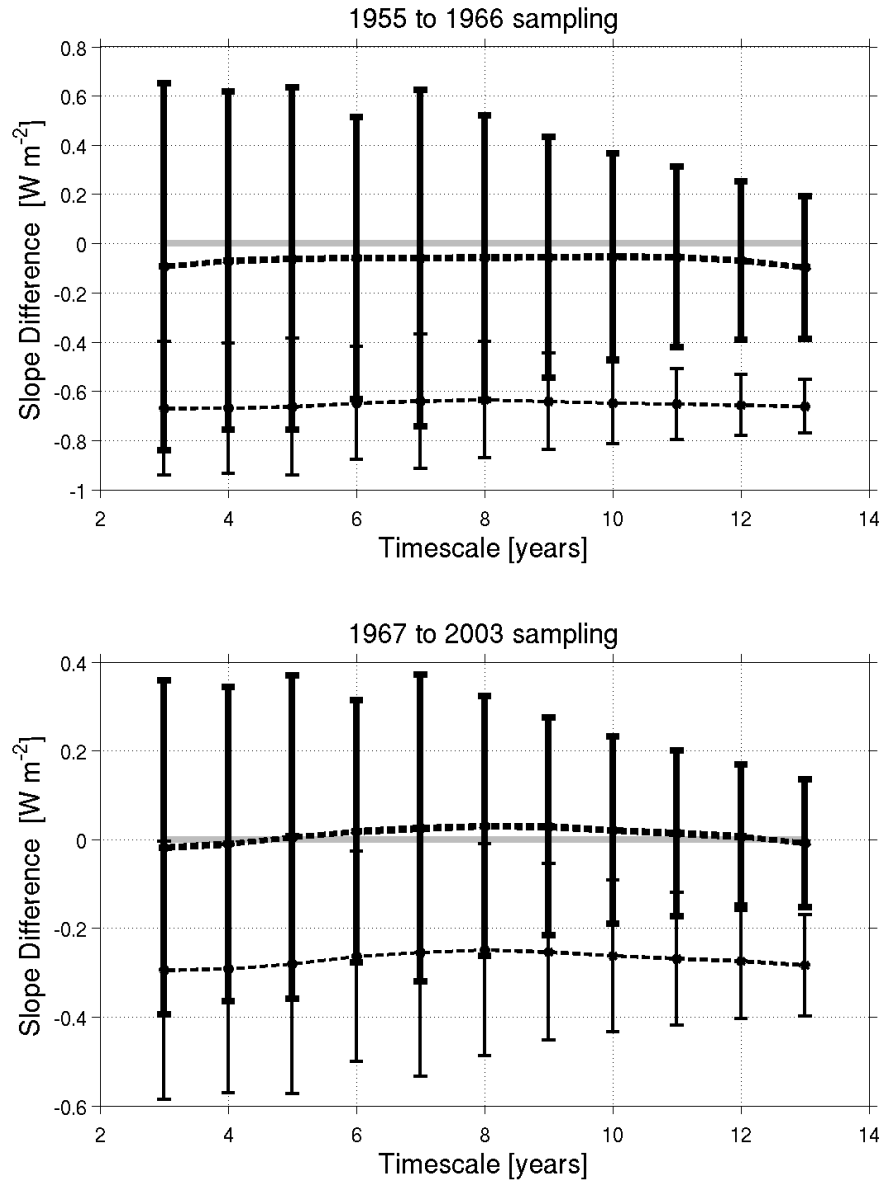 1955 to 1966 sampling
0.8
0.6
0.4
0.2
0
-0.2
-0.4
-0.6
-0.8
-1
Slope Difference [W m⁻²]
2 4 6 8 10 12 14
Timescale [years]
1967 to 2003 sampling
0.4
0.2
0
-0.2
-0.4
-0.6
Slope Difference [W m⁻²]
2 4 6 8 10 12 14
Timescale [years]